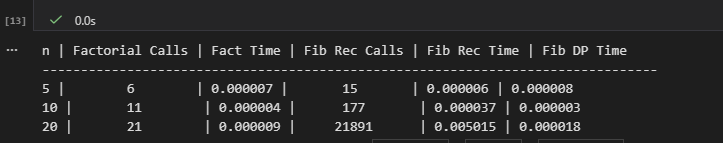 [13] 0.0s
... n | Factorial Calls | Fact Time | Fib Rec Calls | Fib Rec Time | Fib DP Time
--------------------------------------------------------------------------------
5 | 6 | 0.000007 | 15 | 0.000006 | 0.000008
10 | 11 | 0.000004 | 177 | 0.000037 | 0.000003
20 | 21 | 0.000009 | 21891 | 0.005015 | 0.000018